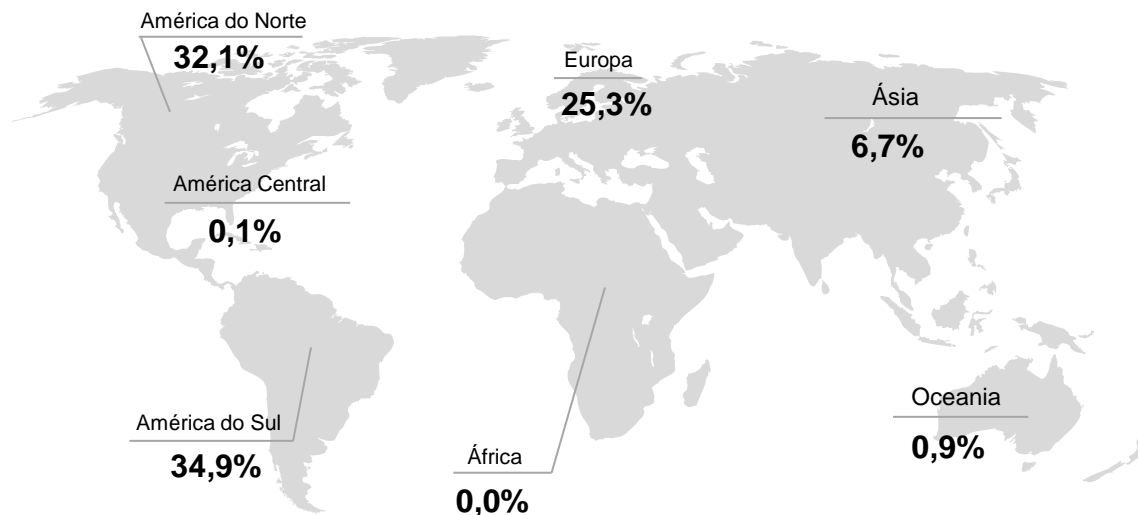 América do Norte
32,1%
Europa
25,3%
Ásia
6,7%
América Central
0,1%
América do Sul
34,9%
África
0,0%
Oceania
0,9%